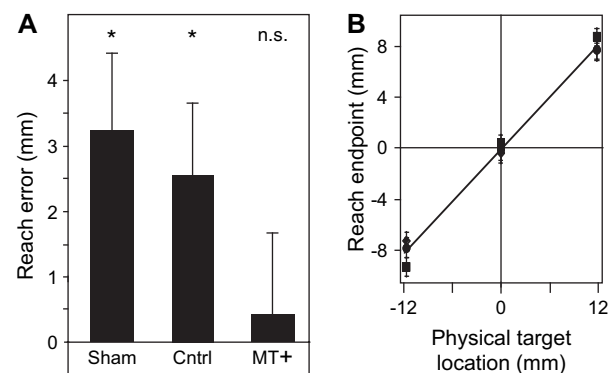 A
* * n.s.
Reach error (mm)
4
3
2
1
0
Sham Cntrl MT+
B
Reach endpoint (mm)
8
4
0
-4
-8
-12 0 12
Physical target
location (mm)